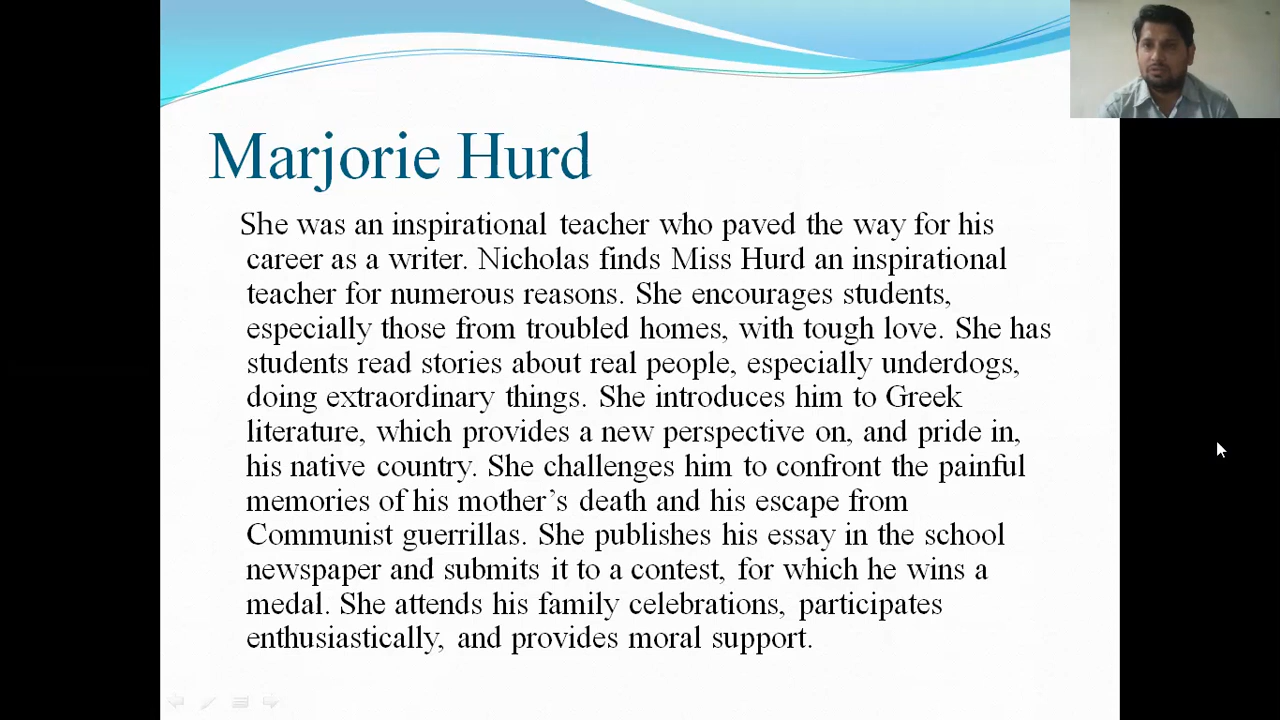 Marjorie Hurd
She was an inspirational teacher who paved the way for his
career as a writer. Nicholas finds Miss Hurd an inspirational
teacher for numerous reasons. She encourages students,
especially those from troubled homes, with tough love. She has
students read stories about real people, especially underdogs,
doing extraordinary things. She introduces him to Greek
literature, which provides a new perspective on, and pride in,
his native country. She challenges him to confront the painful
memories of his mother’s death and his escape from
Communist guerrillas. She publishes his essay in the school
newspaper and submits it to a contest, for which he wins a
medal. She attends his family celebrations, participates
enthusiastically, and provides moral support.